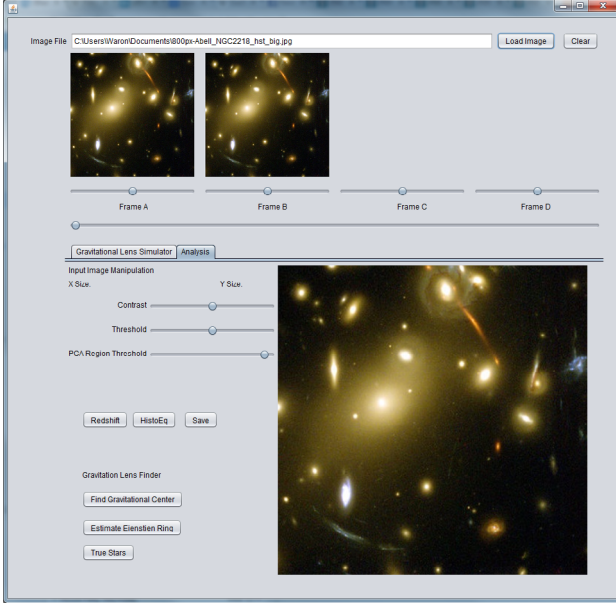 Image File C:\Users\Waron\Documents\800px-Abell_NGC2218_hst_big.jpg Load Image Clear
Frame A Frame B Frame C Frame D
Gravitational Lens Simulator Analysis
Input Image Manipulation
X Size. Y Size.
Contrast
Threshold
PCA Region Threshold
Redshift HistoEq Save
Gravitation Lens Finder
Find Gravitational Center
Estimate Eienstien Ring
True Stars